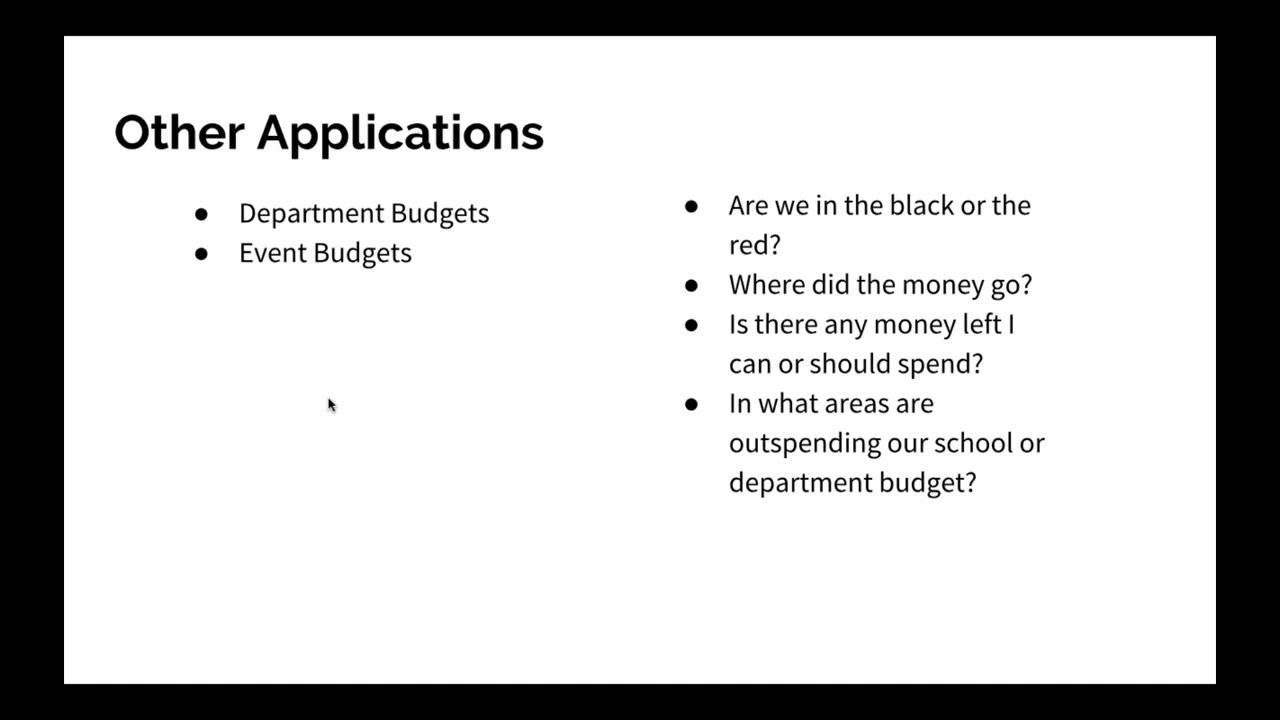 Other Applications
● Department Budgets
● Event Budgets
● Are we in the black or the
red?
● Where did the money go?
● Is there any money left I
can or should spend?
● In what areas are
outspending our school or
department budget?